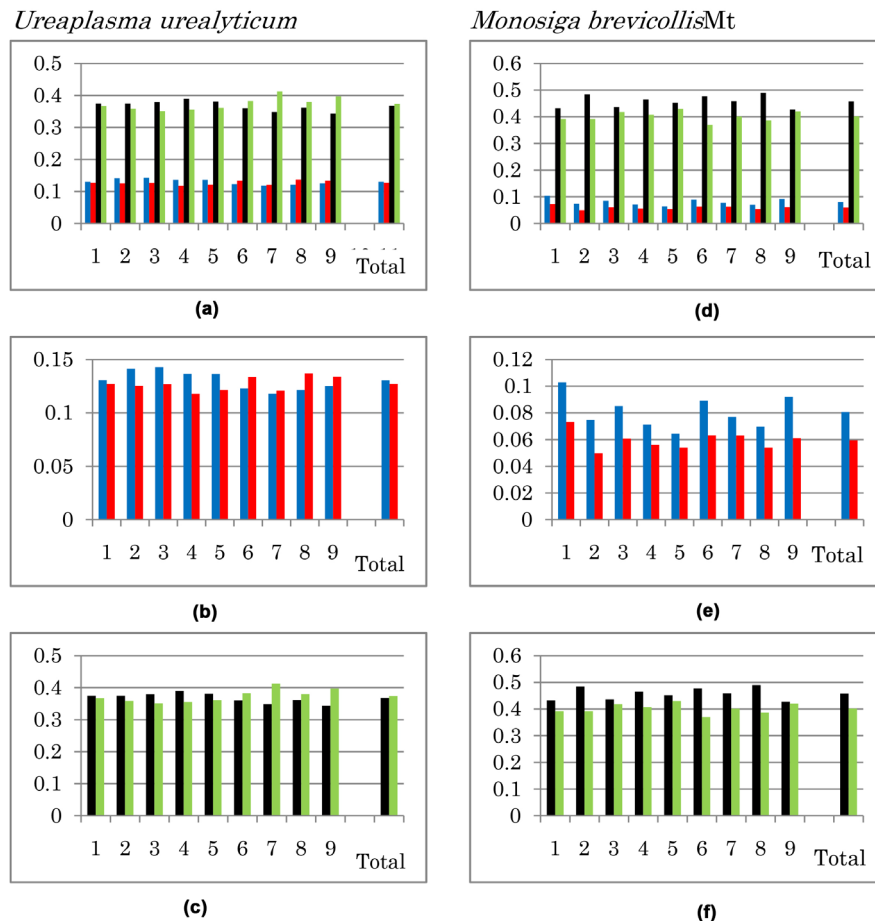 Ureaplasma urealyticum
0.5
0.4
0.3
0.2
0.1
0
1 2 3 4 5 6 7 8 9 Total
(a)
0.15
0.1
0.05
0
1 2 3 4 5 6 7 8 9 Total
(b)
0.5
0.4
0.3
0.2
0.1
0
1 2 3 4 5 6 7 8 9 Total
(c)
Monosiga brevicollisMt
0.6
0.5
0.4
0.3
0.2
0.1
0
1 2 3 4 5 6 7 8 9 Total
(d)
0.12
0.1
0.08
0.06
0.04
0.02
0
1 2 3 4 5 6 7 8 9 Total
(e)
0.6
0.5
0.4
0.3
0.2
0.1
0
1 2 3 4 5 6 7 8 9 Total
(f)